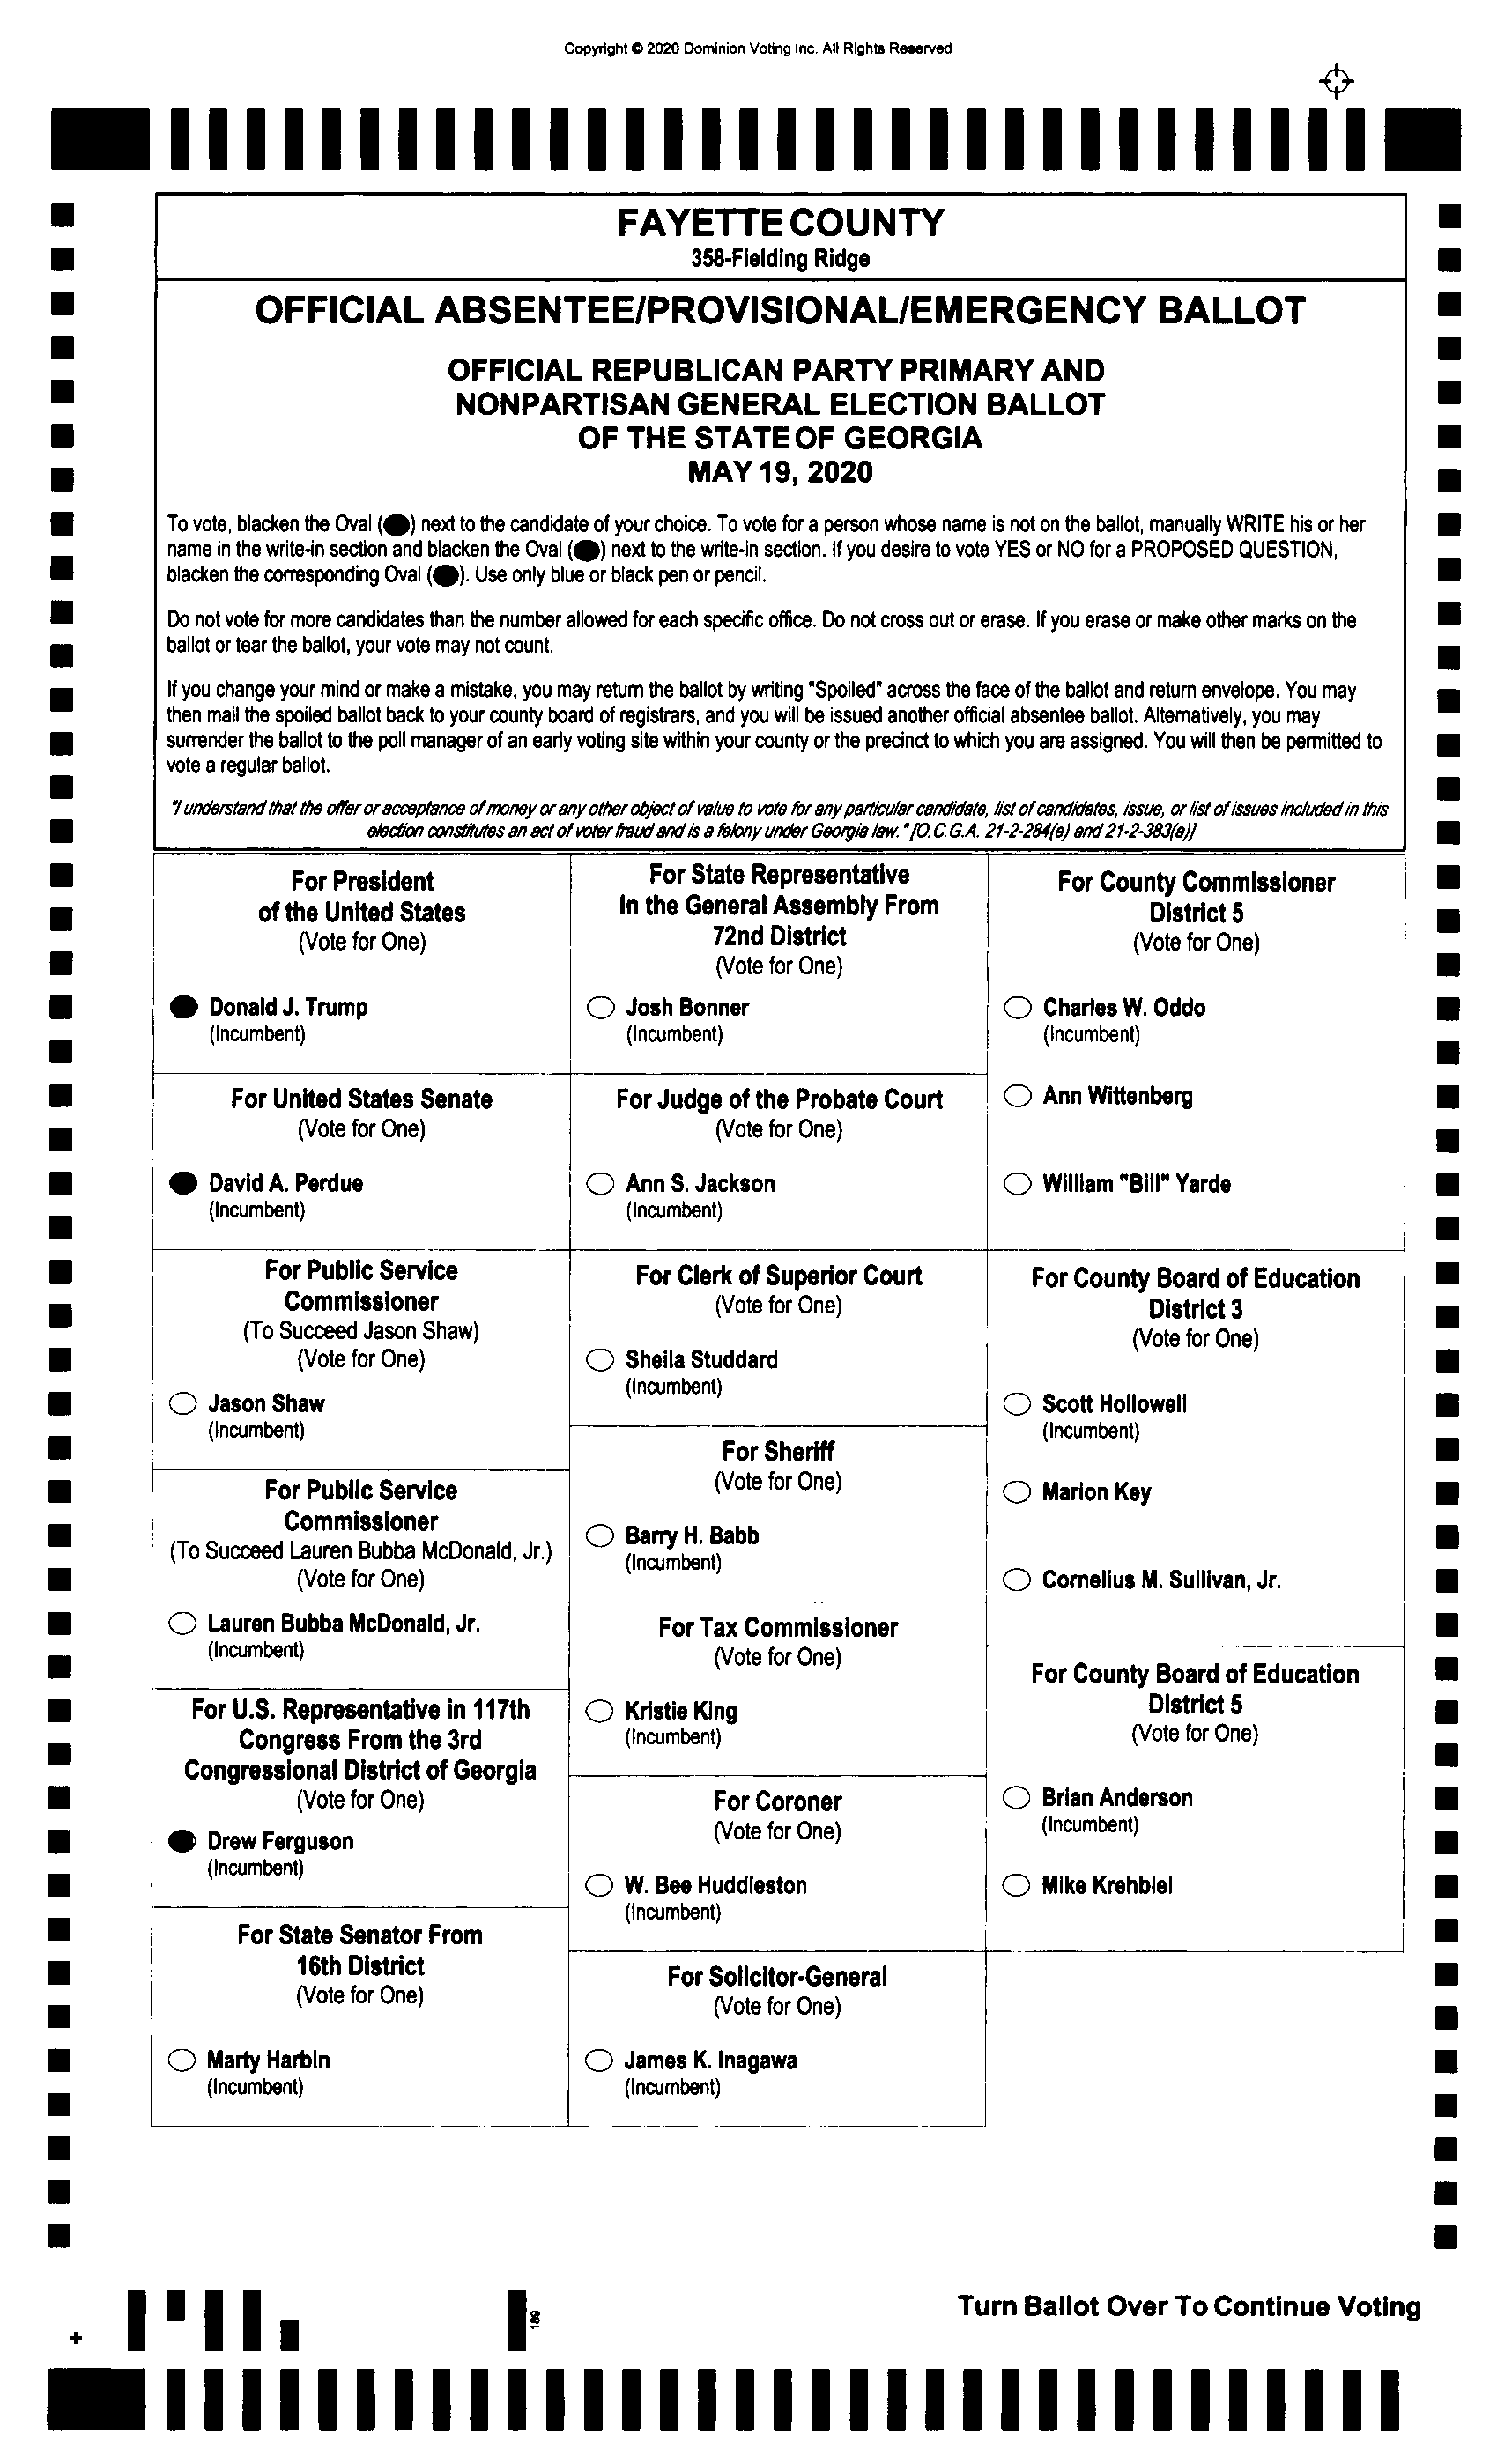 Copyright © 2020 Dominion Voting Inc. All Rights Reserved
FAYETTE COUNTY
358-Fielding Ridge
OFFICIAL ABSENTEE/PROVISIONAL/EMERGENCY BALLOT
OFFICIAL REPUBLICAN PARTY PRIMARY AND
NONPARTISAN GENERAL ELECTION BALLOT
OF THE STATE OF GEORGIA
MAY 19, 2020
To vote, blacken the Oval (●) next to the candidate of your choice. To vote for a person whose name is not on the ballot, manually WRITE his or her
name in the write-in section and blacken the Oval (●) next to the write-in section. If you desire to vote YES or NO for a PROPOSED QUESTION,
blacken the corresponding Oval (●). Use only blue or black pen or pencil.
Do not vote for more candidates than the number allowed for each specific office. Do not cross out or erase. If you erase or make other marks on the
ballot or tear the ballot, your vote may not count.
If you change your mind or make a mistake, you may return the ballot by writing "Spoiled" across the face of the ballot and return envelope. You may
then mail the spoiled ballot back to your county board of registrars, and you will be issued another official absentee ballot. Alternatively, you may
surrender the ballot to the poll manager of an early voting site within your county or the precinct to which you are assigned. You will then be permitted to
vote a regular ballot.
"I understand that the offer or acceptance of money or any other object of value to vote for any particular candidate, list of candidates, issue, or list of issues included in this
election constitutes an act of voter fraud and is a felony under Georgia law." [O.C.G.A. 21-2-284(e) and 21-2-383(a)]
For President
of the United States
(Vote for One)
Donald J. Trump
(Incumbent)
For United States Senate
(Vote for One)
David A. Perdue
(Incumbent)
For Public Service
Commissioner
(To Succeed Jason Shaw)
(Vote for One)
Jason Shaw
(Incumbent)
For Public Service
Commissioner
(To Succeed Lauren Bubba McDonald, Jr.)
(Vote for One)
Lauren Bubba McDonald, Jr.
(Incumbent)
For U.S. Representative in 117th
Congress From the 3rd
Congressional District of Georgia
(Vote for One)
Drew Ferguson
(Incumbent)
For State Senator From
16th District
(Vote for One)
Marty Harbin
(Incumbent)
For State Representative
In the General Assembly From
72nd District
(Vote for One)
Josh Bonner
(Incumbent)
For Judge of the Probate Court
(Vote for One)
Ann S. Jackson
(Incumbent)
For Clerk of Superior Court
(Vote for One)
Sheila Studdard
(Incumbent)
For Sheriff
(Vote for One)
Barry H. Babb
(Incumbent)
For Tax Commissioner
(Vote for One)
Kristie King
(Incumbent)
For Coroner
(Vote for One)
W. Bee Huddleston
(Incumbent)
For Solicitor-General
(Vote for One)
James K. Inagawa
(Incumbent)
For County Commissioner
District 5
(Vote for One)
Charles W. Oddo
(Incumbent)
Ann Wittenberg
William "Bill" Yarde
For County Board of Education
District 3
(Vote for One)
Scott Hollowell
(Incumbent)
Marion Key
Cornelius M. Sullivan, Jr.
For County Board of Education
District 5
(Vote for One)
Brian Anderson
(Incumbent)
Mike Krehbiel
189
Turn Ballot Over To Continue Voting
+